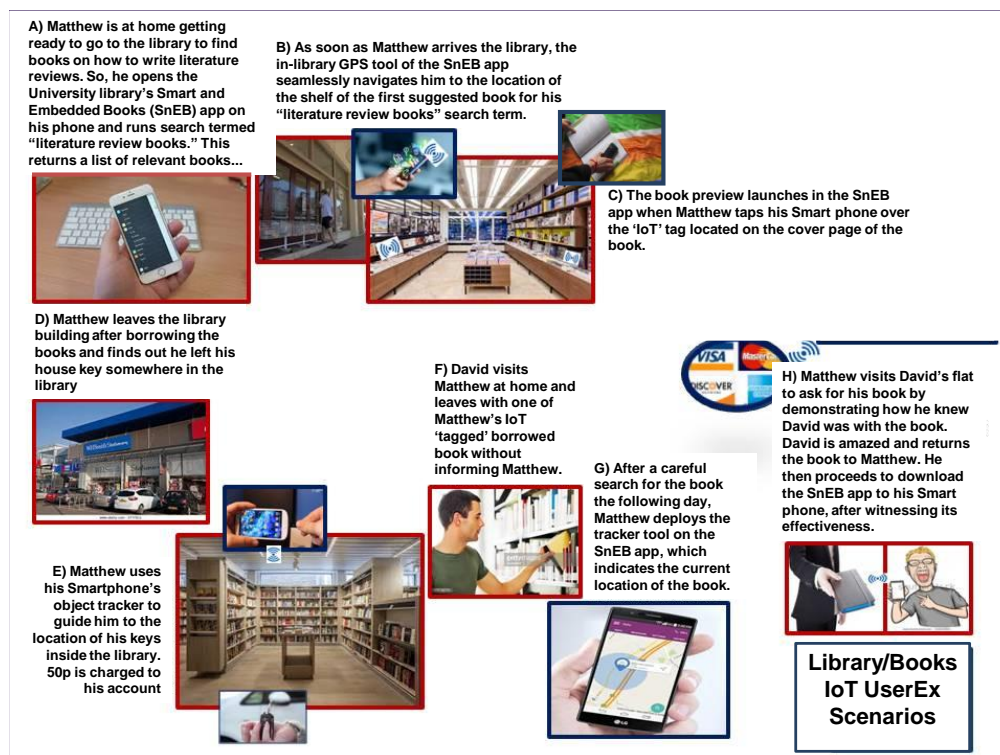 A) Matthew is at home getting
ready to go to the library to find
books on how to write literature
reviews. So, he opens the
University library's Smart and
Embedded Books (SnEB) app on
his phone and runs search termed
"literature review books." This
returns a list of relevant books...
B) As soon as Matthew arrives the library, the
in-library GPS tool of the SnEB app
seamlessly navigates him to the location of
the shelf of the first suggested book for his
"literature review books" search term.
C) The book preview launches in the SnEB
app when Matthew taps his Smart phone over
the 'IoT' tag located on the cover page of the
book.
D) Matthew leaves the library
building after borrowing the
books and finds out he left his
house key somewhere in the
library
E) Matthew uses
his Smartphone's
object tracker to
guide him to the
location of his keys
inside the library.
50p is charged to
his account
F) David visits
Matthew at home and
leaves with one of
Matthew's IoT
'tagged' borrowed
book without
informing Matthew.
G) After a careful
search for the book
the following day,
Matthew deploys the
tracker tool on the
SnEB app, which
indicates the current
location of the book.
VISA
MasterCard
DISCOVER
H) Matthew visits David's flat
to ask for his book by
demonstrating how he knew
David was with the book.
David is amazed and returns
the book to Matthew. He
then proceeds to download
the SnEB app to his Smart
phone, after witnessing its
effectiveness.
LG
Library/Books
IoT UserEx
Scenarios